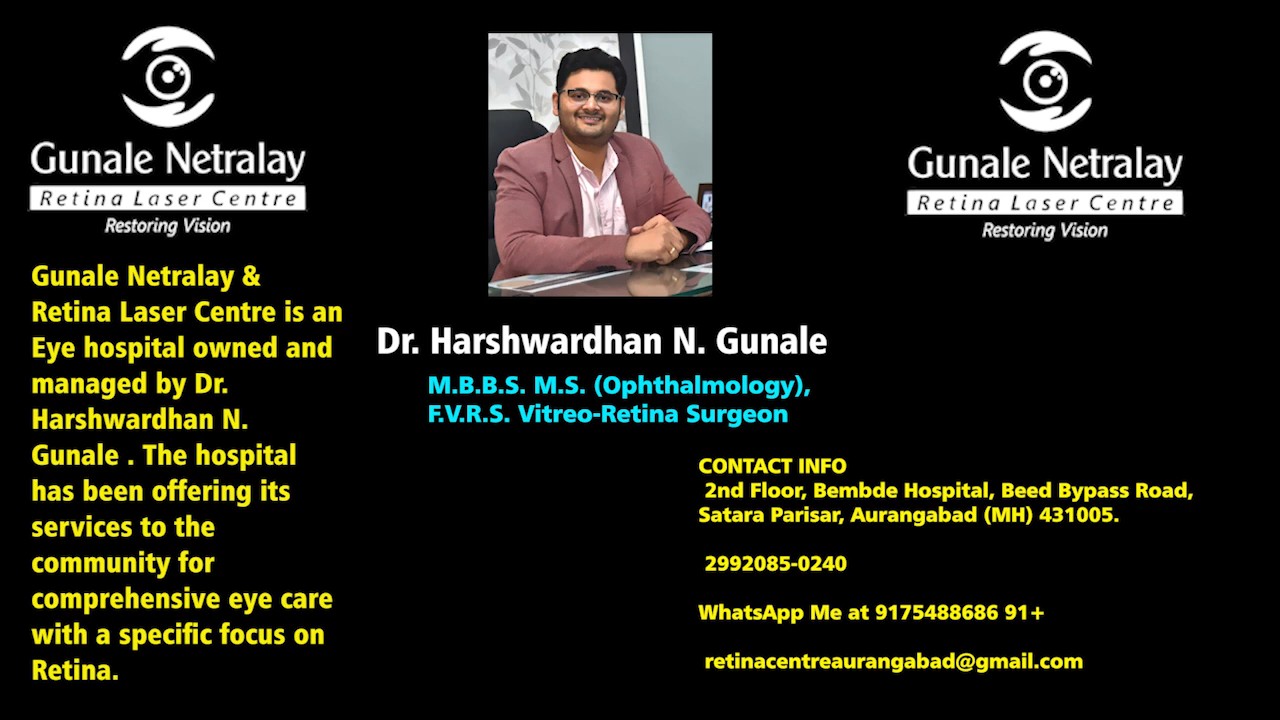 Gunale Netralay
Retina Laser Centre
Restoring Vision
Gunale Netralay
Retina Laser Centre
Restoring Vision
Gunale Netralay &
Retina Laser Centre is an
Eye hospital owned and
managed by Dr.
Harshwardhan N.
Gunale . The hospital
has been offering its
services to the
community for
comprehensive eye care
with a specific focus on
Retina.
Dr. Harshwardhan N. Gunale
M.B.B.S. M.S. (Ophthalmology),
F.V.R.S. Vitreo-Retina Surgeon
CONTACT INFO
2nd Floor, Bembde Hospital, Beed Bypass Road,
Satara Parisar, Aurangabad (MH) 431005.
2992085-0240
WhatsApp Me at 9175488686 91+
retinacentreaurangabad@gmail.com